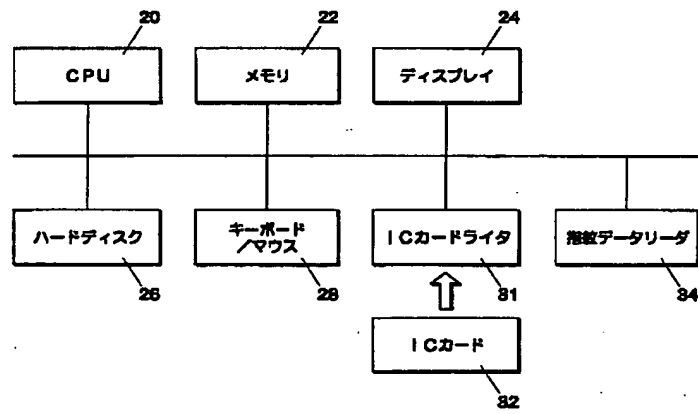 20
22
24
CPU
メモリ
ディスプレイ
ハードディスク
キーボード
／マウス
ICカードライタ
指紋データリーダ
26
28
31
34
ICカード
32